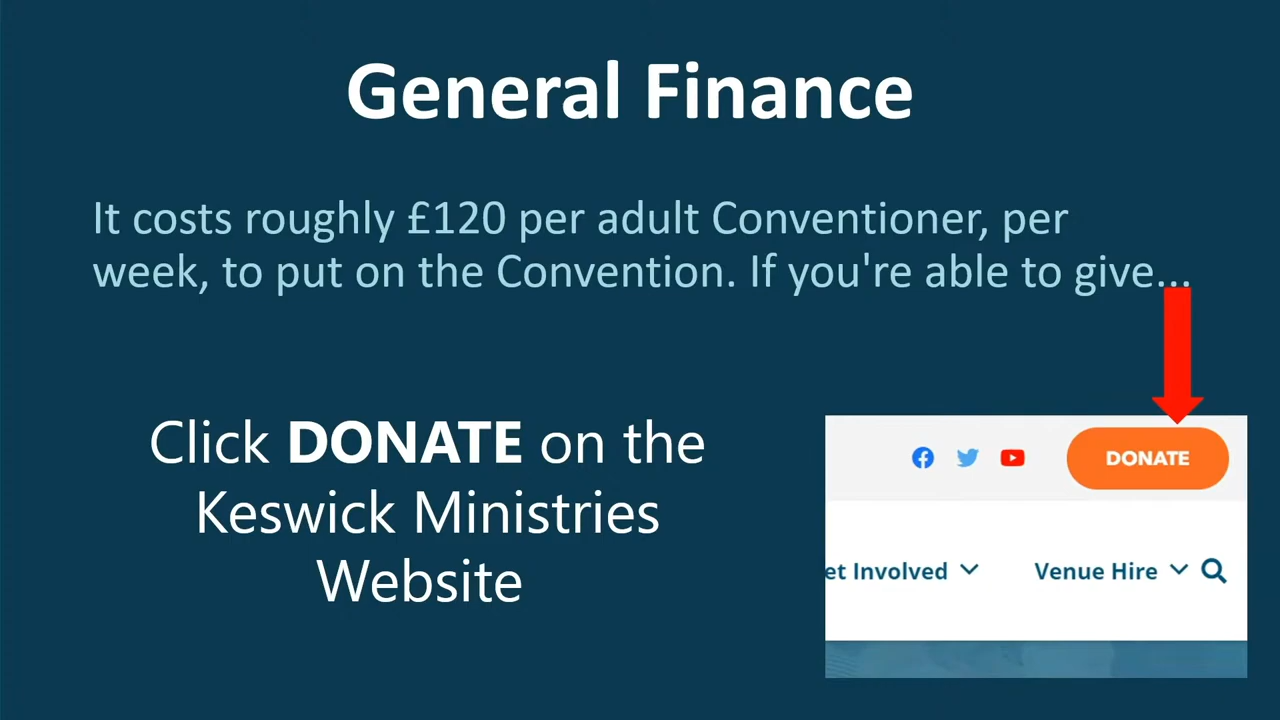 General Finance
It costs roughly £120 per adult Conventioner, per
week, to put on the Convention. If you're able to give...
Click DONATE on the
Keswick Ministries
Website
DONATE
et Involved
Venue Hire